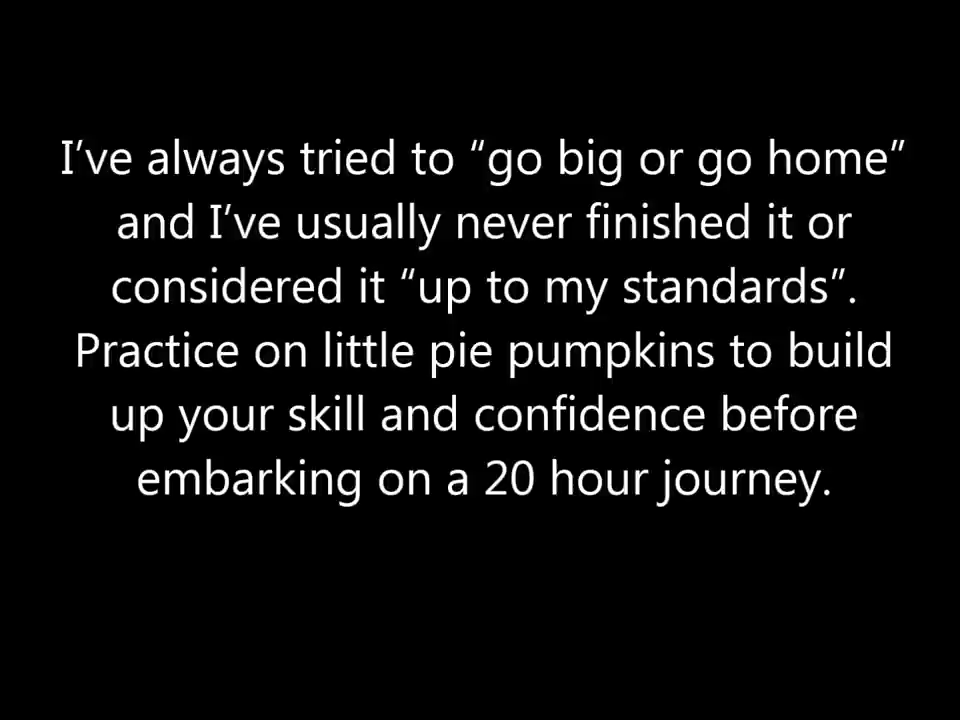 I’ve always tried to “go big or go home”
and I’ve usually never finished it or
considered it “up to my standards”.
Practice on little pie pumpkins to build
up your skill and confidence before
embarking on a 20 hour journey.